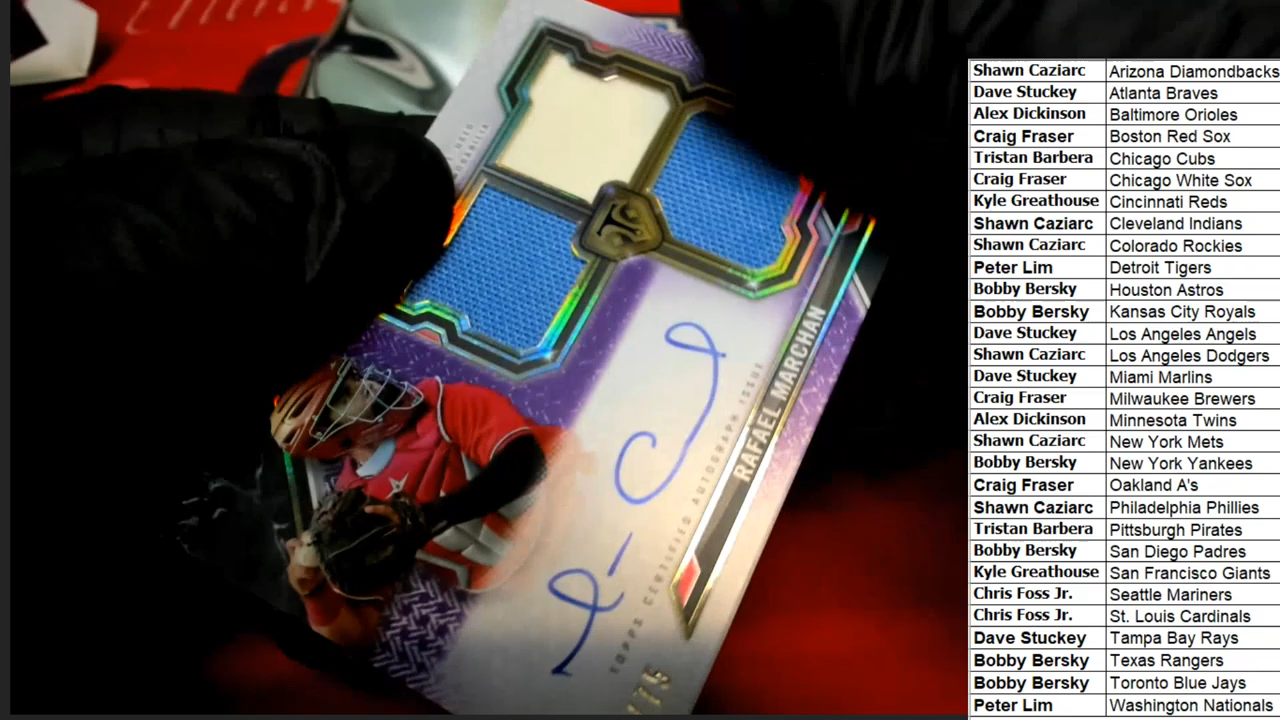 RAFAEL MARCHAN
TOPPS CERTIFIED AUTOGRAPH ISSUE
/75
Shawn Caziarc Arizona Diamondbacks
Dave Stuckey Atlanta Braves
Alex Dickinson Baltimore Orioles
Craig Fraser Boston Red Sox
Tristan Barbera Chicago Cubs
Craig Fraser Chicago White Sox
Kyle Greathouse Cincinnati Reds
Shawn Caziarc Cleveland Indians
Shawn Caziarc Colorado Rockies
Peter Lim Detroit Tigers
Bobby Bersky Houston Astros
Bobby Bersky Kansas City Royals
Dave Stuckey Los Angeles Angels
Shawn Caziarc Los Angeles Dodgers
Dave Stuckey Miami Marlins
Craig Fraser Milwaukee Brewers
Alex Dickinson Minnesota Twins
Shawn Caziarc New York Mets
Bobby Bersky New York Yankees
Craig Fraser Oakland A's
Shawn Caziarc Philadelphia Phillies
Tristan Barbera Pittsburgh Pirates
Bobby Bersky San Diego Padres
Kyle Greathouse San Francisco Giants
Chris Foss Jr. Seattle Mariners
Chris Foss Jr. St. Louis Cardinals
Dave Stuckey Tampa Bay Rays
Bobby Bersky Texas Rangers
Bobby Bersky Toronto Blue Jays
Peter Lim Washington Nationals